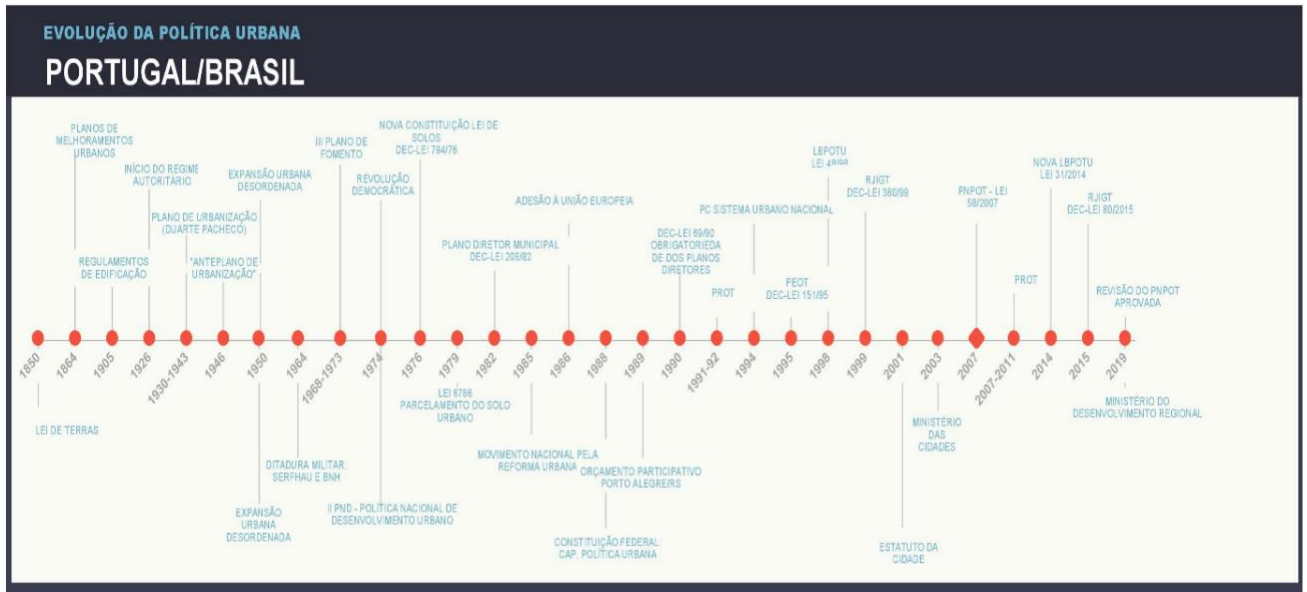 EVOLUÇÃO DA POLÍTICA URBANA
PORTUGAL/BRASIL
PLANOS DE
MELHORAMENTOS
URBANOS
REGULAMENTOS
DE EDIFICAÇÃO
INÍCIO DO REGIME
AUTORITÁRIO
PLANO DE URBANIZAÇÃO
(DUARTE PACHECO)
"ANTEPLANO DE
URBANIZAÇÃO"
EXPANSÃO URBANA
DESORDENADA
III PLANO DE
FOMENTO
REVOLUÇÃO
DEMOCRÁTICA
NOVA CONSTITUIÇÃO LEI DE
SOLOS
DEC-LEI 794/76
PLANO DIRETOR MUNICIPAL
DEC-LEI 208/82
ADESÃO À UNIÃO EUROPEIA
DEC-LEI 69/90
OBRIGATORIEDA
DE DOS PLANOS
DIRETORES
PROT
PC SISTEMA URBANO NACIONAL
PEOT
DEC-LEI 151/95
LBPOTU
LEI 48/98
RJIGT
DEC-LEI 380/99
PNPOT - LEI
58/2007
PROT
NOVA LBPOTU
LEI 31/2014
RJIGT
DEC-LEI 80/2015
REVISÃO DO PNPOT
APROVADA
1850
1864
1905
1926
1930-1943
1946
1950
1964
1968-1973
1974
1976
1979
1982
1985
1986
1988
1989
1990
1991-92
1994
1995
1998
1999
2001
2003
2007
2007-2011
2014
2015
2019
LEI DE TERRAS
EXPANSÃO
URBANA
DESORDENADA
DITADURA MILITAR:
SERFHAU E BNH
II PND - POLÍTICA NACIONAL DE
DESENVOLVIMENTO URBANO
LEI 6766
PARCELAMENTO DO SOLO
URBANO
MOVIMENTO NACIONAL PELA
REFORMA URBANA
CONSTITUIÇÃO FEDERAL:
CAP. POLÍTICA URBANA
ORÇAMENTO PARTICIPATIVO
PORTO ALEGRE/RS
ESTATUTO DA
CIDADE
MINISTÉRIO
DAS
CIDADES
MINISTÉRIO DO
DESENVOLVIMENTO REGIONAL